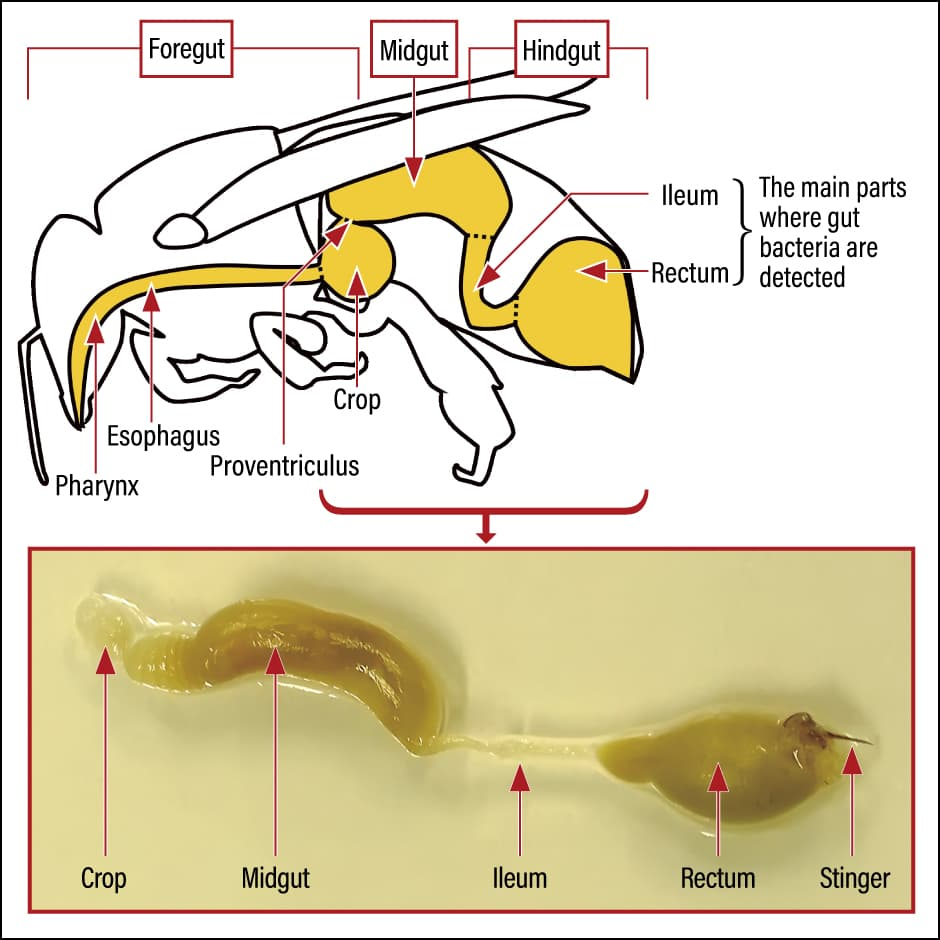 Foregut
Midgut
Hindgut
Ileum
Rectum
The main parts
where gut
bacteria are
detected
Crop
Esophagus
Proventriculus
Pharynx
Crop
Midgut
Ileum
Rectum
Stinger